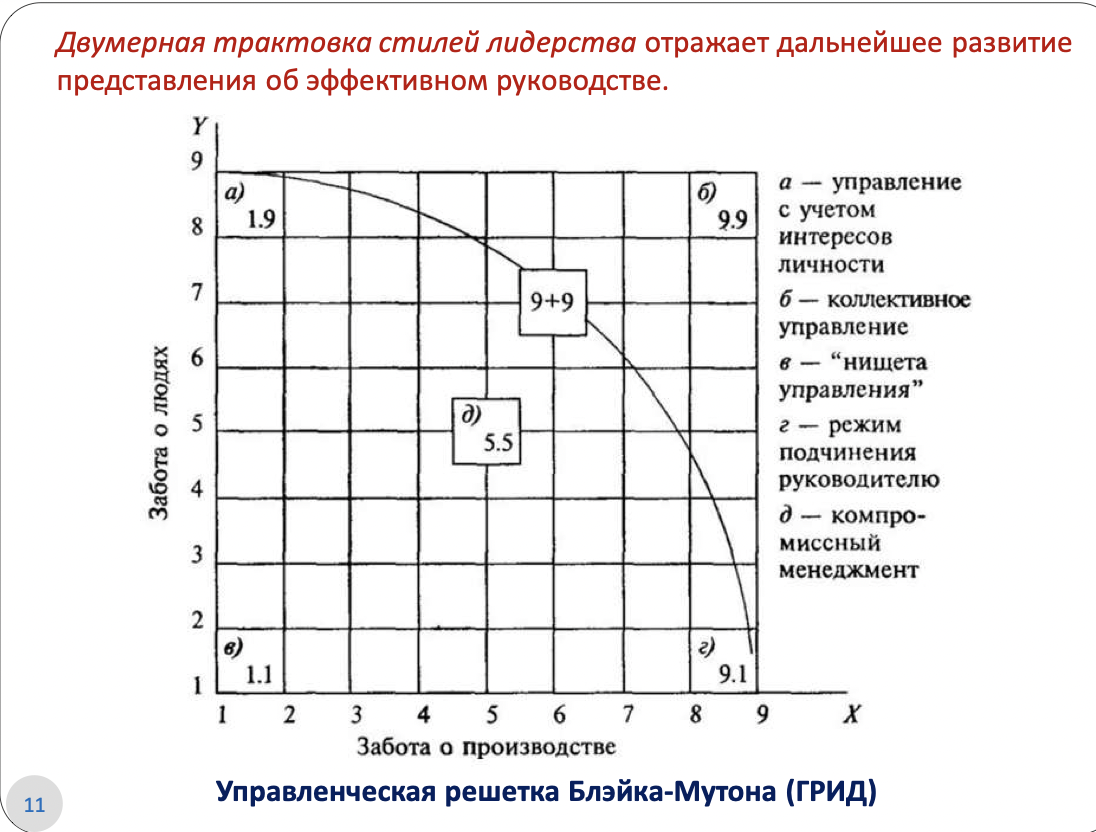 Двумерная трактовка стилей лидерства отражает дальнейшее развитие
представления об эффективном руководстве.
Y
9
8
7
6
5
4
3
2
1
Забота о людях
а)
1.9
б)
9.9
9+9
д)
5.5
в)
1.1
г)
9.1
1 2 3 4 5 6 7 8 9 X
Забота о производстве
а — управление
с учетом
интересов
личности
б — коллективное
управление
в — “нищета
управления”
г — режим
подчинения
руководителю
д — компро-
миссный
менеджмент
Управленческая решетка Блэйка-Мутона (ГРИД)
11